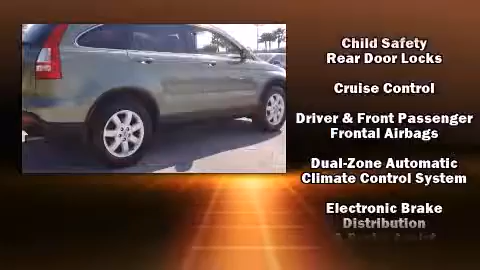 Child Safety
Rear Door Locks
Cruise Control
Driver & Front Passenger
Frontal Airbags
Dual-Zone Automatic
Climate Control System
Electronic Brake
Distribution